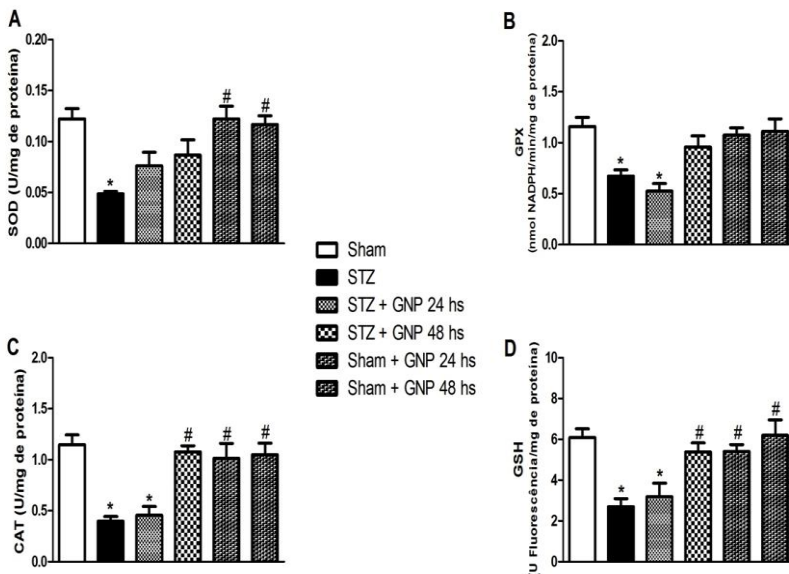 A
SOD (U/mg de proteína)
0.20
0.15
0.10
0.05
0.00
*
#
#
B
GPX
(nmol NADPH/min/mg de proteína)
2.0
1.5
1.0
0.5
0.0
*
*
Sham
STZ
STZ + GNP 24 hs
STZ + GNP 48 hs
Sham + GNP 24 hs
Sham + GNP 48 hs
C
CAT (U/mg de proteína)
2.0
1.5
1.0
0.5
0.0
*
*
#
#
#
D
GSH
(U Fluorescência/mg de proteína)
10
8
6
4
2
0
*
*
#
#
#